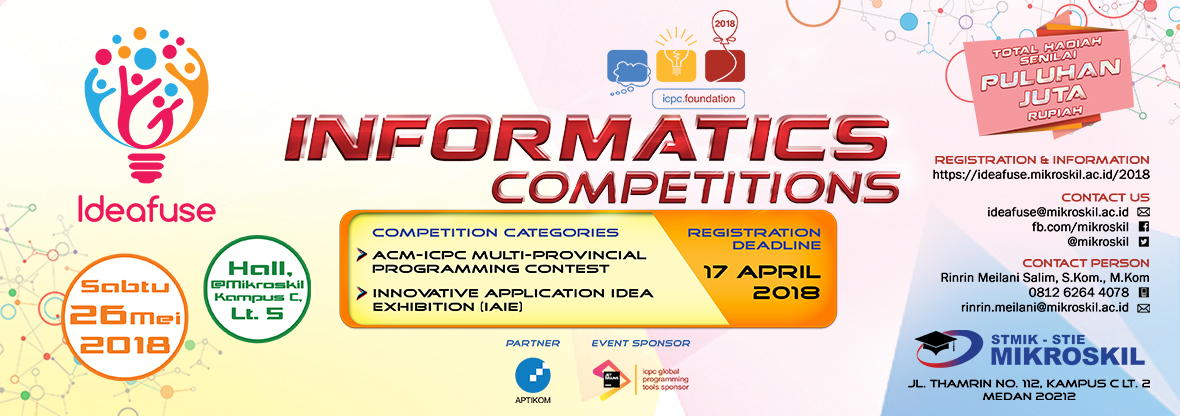 Ideafuse
Sabtu
26 Mei
2018
Hall,
@Mikroskil
Kampus C,
Lt. 5
2018
icpc.foundation
INFORMATICS
COMPETITIONS
COMPETITION CATEGORIES
ACM-ICPC MULTI-PROVINCIAL
PROGRAMMING CONTEST
INNOVATIVE APPLICATION IDEA
EXHIBITION (IAIE)
REGISTRATION
DEADLINE
17 APRIL
2018
PARTNER
APTIKOM
EVENT SPONSOR
JET
BRAINS
icpc global
programming
tools sponsor
TOTAL HADIAH
SENILAI
PULUHAN
JUTA
RUPIAH
REGISTRATION & INFORMATION
https://ideafuse.mikroskil.ac.id/2018
CONTACT US
ideafuse@mikroskil.ac.id
fb.com/mikroskil
@mikroskil
CONTACT PERSON
Rinrin Meilani Salim, S.Kom., M.Kom
0812 6264 4078
rinrin.meilani@mikroskil.ac.id
STMIK - STIE
MIKROSKIL
JL. THAMRIN NO. 112, KAMPUS C LT. 2
MEDAN 20212